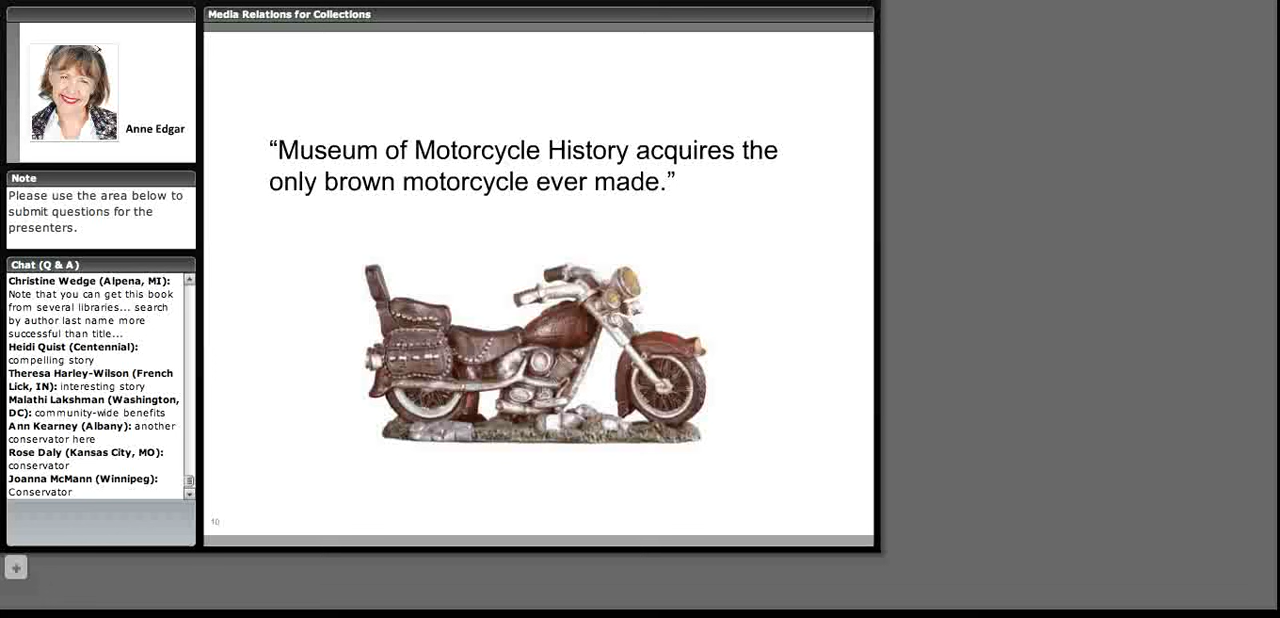 Media Relations for Collections
Anne Edgar
Note
Please use the area below to
submit questions for the
presenters.
Chat (Q & A)
Christine Wedge (Alpena, MI):
Note that you can get this book
from several libraries... search
by author last name more
successful than title...
Heidi Quist (Centennial):
compelling story
Theresa Harley-Wilson (French
Lick, IN): interesting story
Malathi Lakshman (Washington,
DC): community-wide benefits
Ann Kearney (Albany): another
conservator here
Rose Daly (Kansas City, MO):
conservator
Joanna McMann (Winnipeg):
Conservator
“Museum of Motorcycle History acquires the
only brown motorcycle ever made.”
10